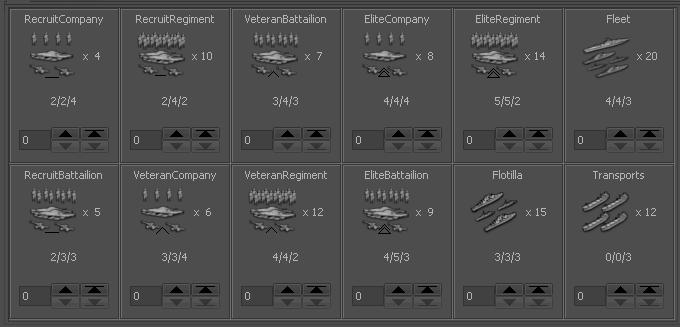 RecruitCompany RecruitRegiment VeteranBattailion EliteCompany EliteRegiment Fleet
x 4 x 10 x 7 x 8 x 14 x 20
2/2/4 2/4/2 3/4/3 4/4/4 5/5/2 4/4/3
0 0 0 0 0 0
RecruitBattailion VeteranCompany VeteranRegiment EliteBattailion Flotilla Transports
x 5 x 6 x 12 x 9 x 15 x 12
2/3/3 3/3/4 4/4/2 4/5/3 3/3/3 0/0/3
0 0 0 0 0 0